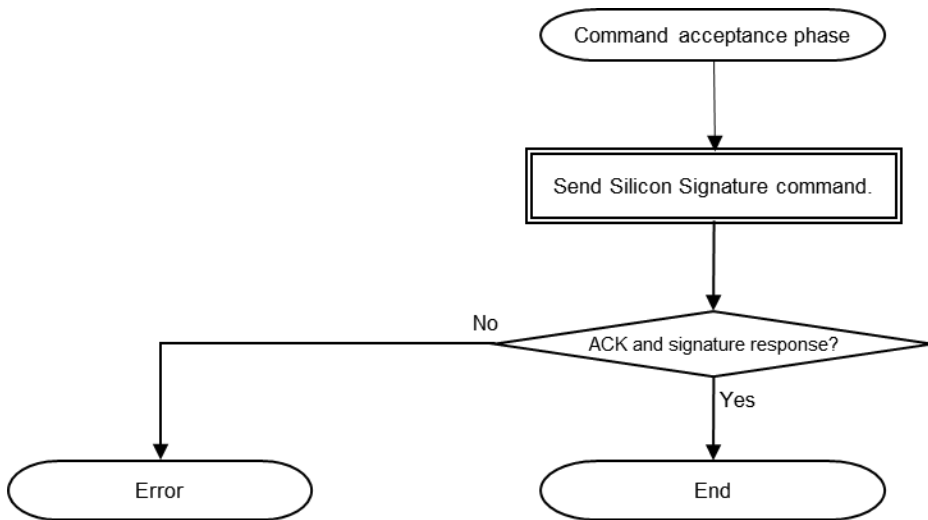 Command acceptance phase
Send Silicon Signature command.
No
ACK and signature response?
Yes
Error
End